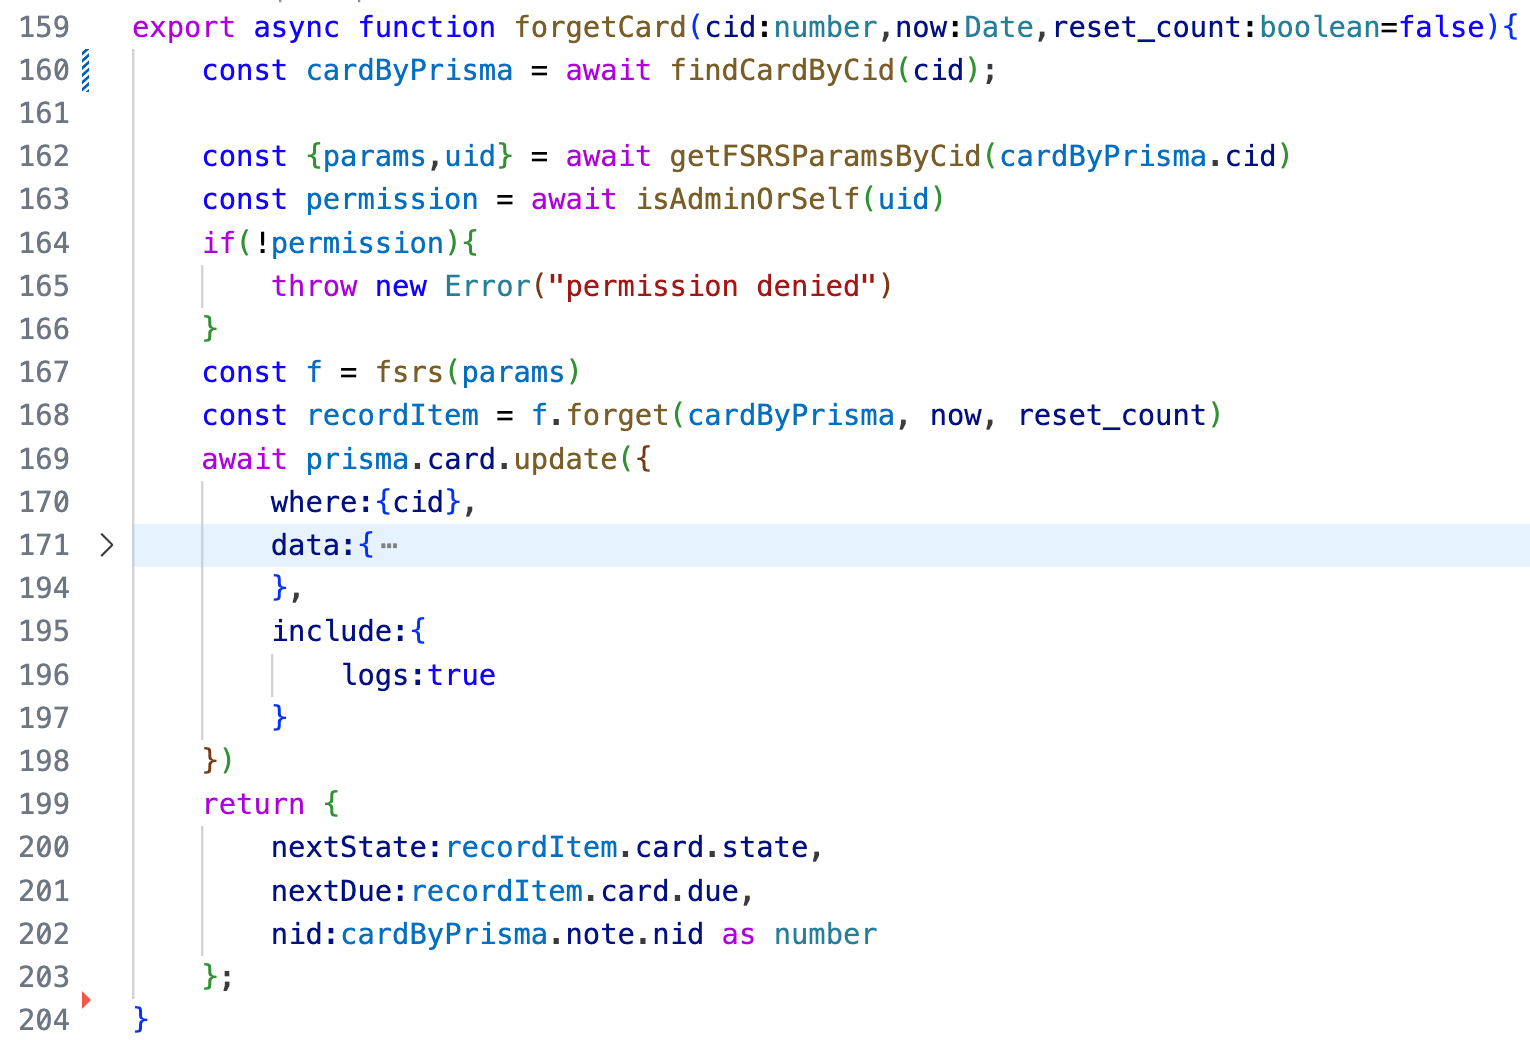 159 export async function forgetCard(cid:number,now:Date,reset_count:boolean=false){
160     const cardByPrisma = await findCardByCid(cid);
161
162     const {params,uid} = await getFSRSParamsByCid(cardByPrisma.cid)
163     const permission = await isAdminOrSelf(uid)
164     if(!permission){
165         throw new Error("permission denied")
166     }
167     const f = fsrs(params)
168     const recordItem = f.forget(cardByPrisma, now, reset_count)
169     await prisma.card.update({
170         where:{cid},
171 >       data:{ ⋯
194         },
195         include:{
196             logs:true
197         }
198     })
199     return {
200         nextState:recordItem.card.state,
201         nextDue:recordItem.card.due,
202         nid:cardByPrisma.note.nid as number
203     };
204 }